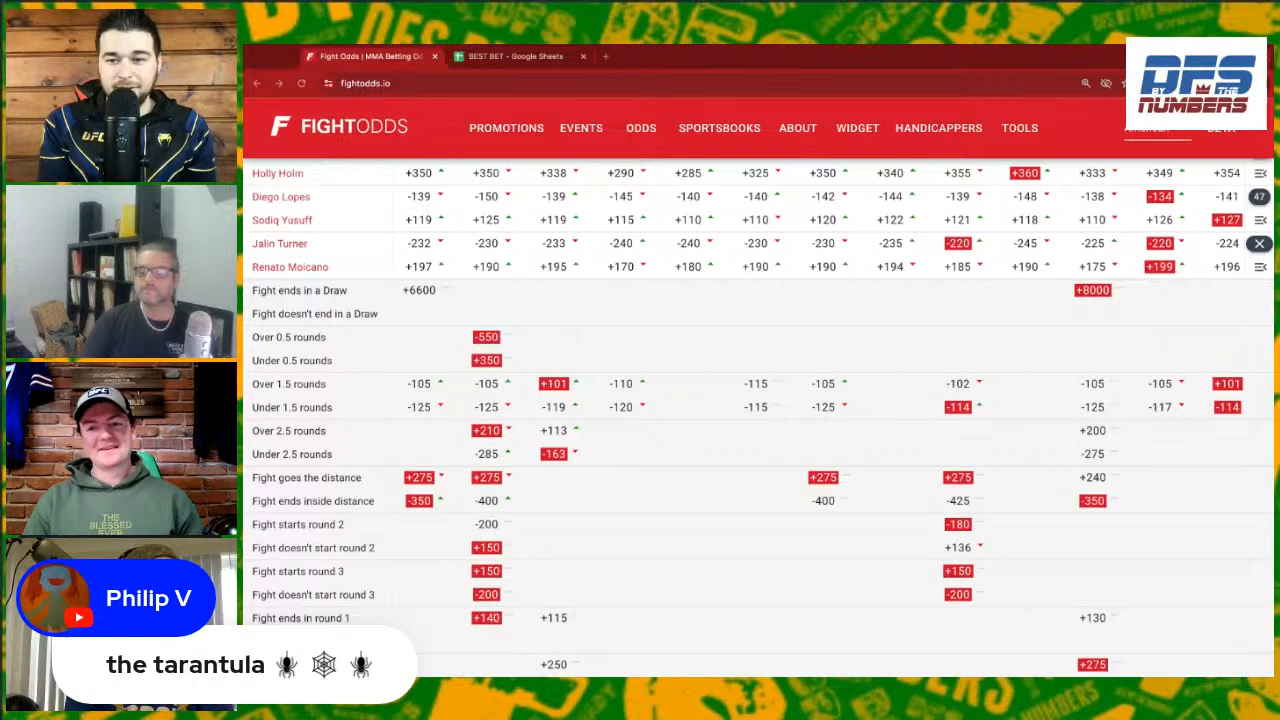 Fight Odds | MMA Betting Od
BEST BET - Google Sheets
fightodds.io
DFS
BY THE
NUMBERS
FIGHTODDS
PROMOTIONS EVENTS ODDS SPORTSBOOKS ABOUT WIDGET HANDICAPPERS TOOLS
Holly Holm +350 +350 +338 +290 +285 +325 +350 +340 +355 +360 +333 +349 +354
Diego Lopes -139 -150 -139 -145 -140 -140 -142 -144 -139 -148 -138 -134 -141 47
Sodiq Yusuff +119 +125 +119 +115 +110 +110 +120 +122 +121 +118 +110 +126 +127
Jalin Turner -232 -230 -233 -240 -240 -230 -230 -235 -220 -245 -225 -220 -224
Renato Moicano +197 +190 +195 +170 +180 +190 +190 +194 +185 +190 +175 +199 +196
Fight ends in a Draw +6600 +8000
Fight doesn't end in a Draw
Over 0.5 rounds -550
Under 0.5 rounds +350
Over 1.5 rounds -105 -105 +101 -110 -115 -105 -102 -105 -105 +101
Under 1.5 rounds -125 -125 -119 -120 -115 -125 -114 -125 -117 -114
Over 2.5 rounds +210 +113 +200
Under 2.5 rounds -285 -163 -275
Fight goes the distance +275 +275 +275 +275 +240
Fight ends inside distance -350 -400 -400 -425 -350
Fight starts round 2 -200 -180
Fight doesn't start round 2 +150 +136
Fight starts round 3 +150 +150
Fight doesn't start round 3 -200 -200
Fight ends in round 1 +140 +115 +130
+250 +275
UFC
THE
BLESSED
EVER
Philip V
the tarantula 🕷 🕸 🕷